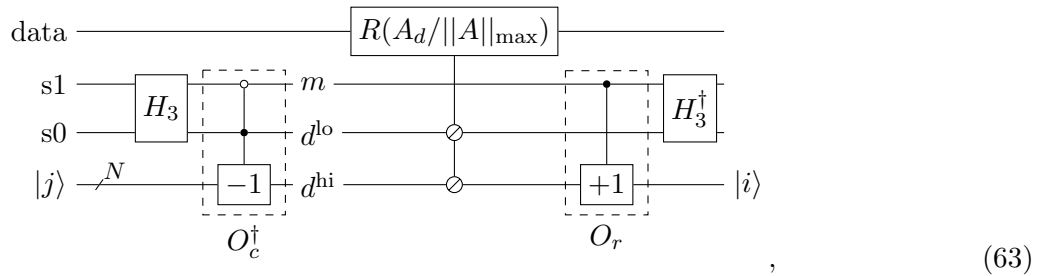 data R(A_d/||A||_max)
s1 m
H_3 H_3^†
s0 d^lo
|j⟩ N −1 d^hi +1 |i⟩
O_c^† O_r
, (63)